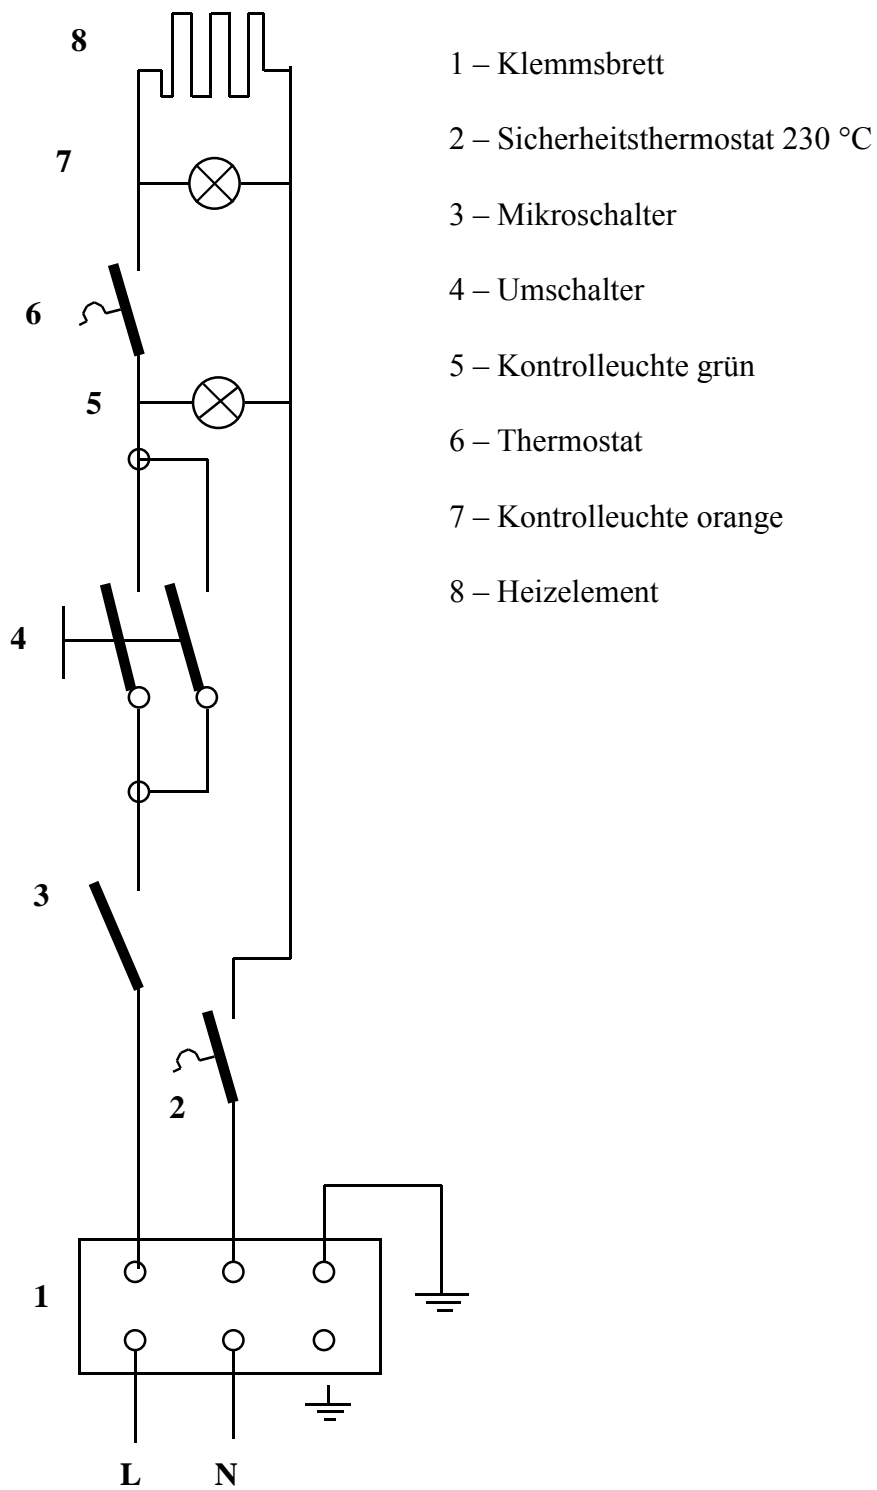 8
7
6
5
4
3
2
1
L N
1 – Klemmsbrett
2 – Sicherheitsthermostat 230 °C
3 – Mikroschalter
4 – Umschalter
5 – Kontrolleuchte grün
6 – Thermostat
7 – Kontrolleuchte orange
8 – Heizelement